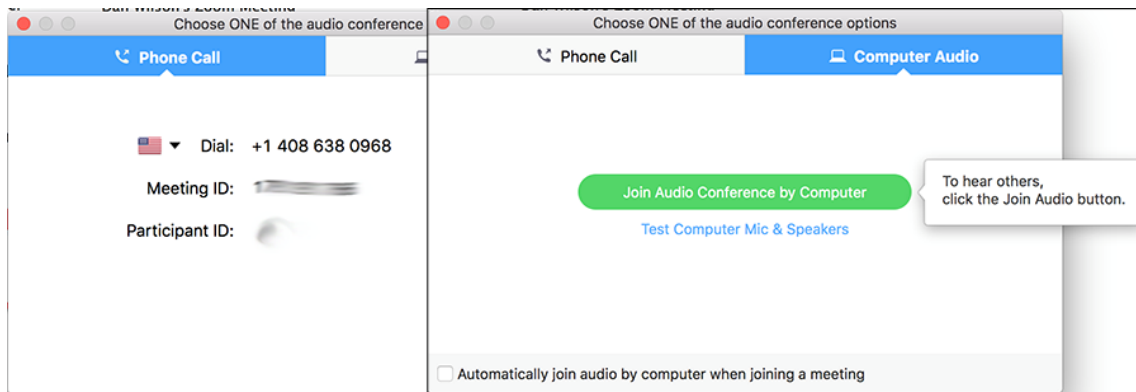 Choose ONE of the audio conference
Phone Call
Dial: +1 408 638 0968
Meeting ID:
Participant ID:
Choose ONE of the audio conference options
Phone Call
Computer Audio
Join Audio Conference by Computer
Test Computer Mic & Speakers
To hear others,
click the Join Audio button.
Automatically join audio by computer when joining a meeting